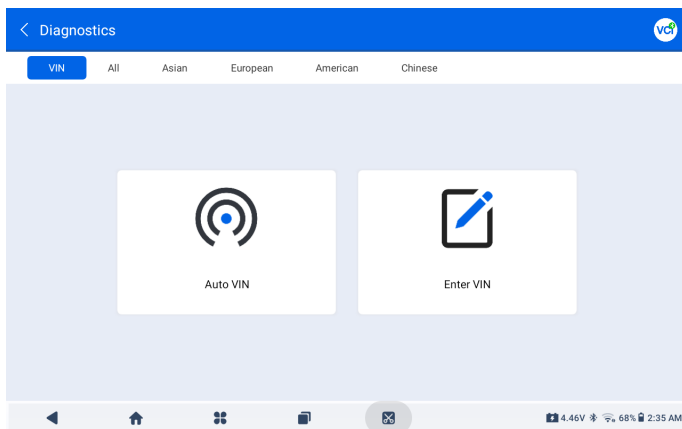 Diagnostics
VCI
VIN All Asian European American Chinese
Auto VIN Enter VIN
4.46V 68% 2:35 AM